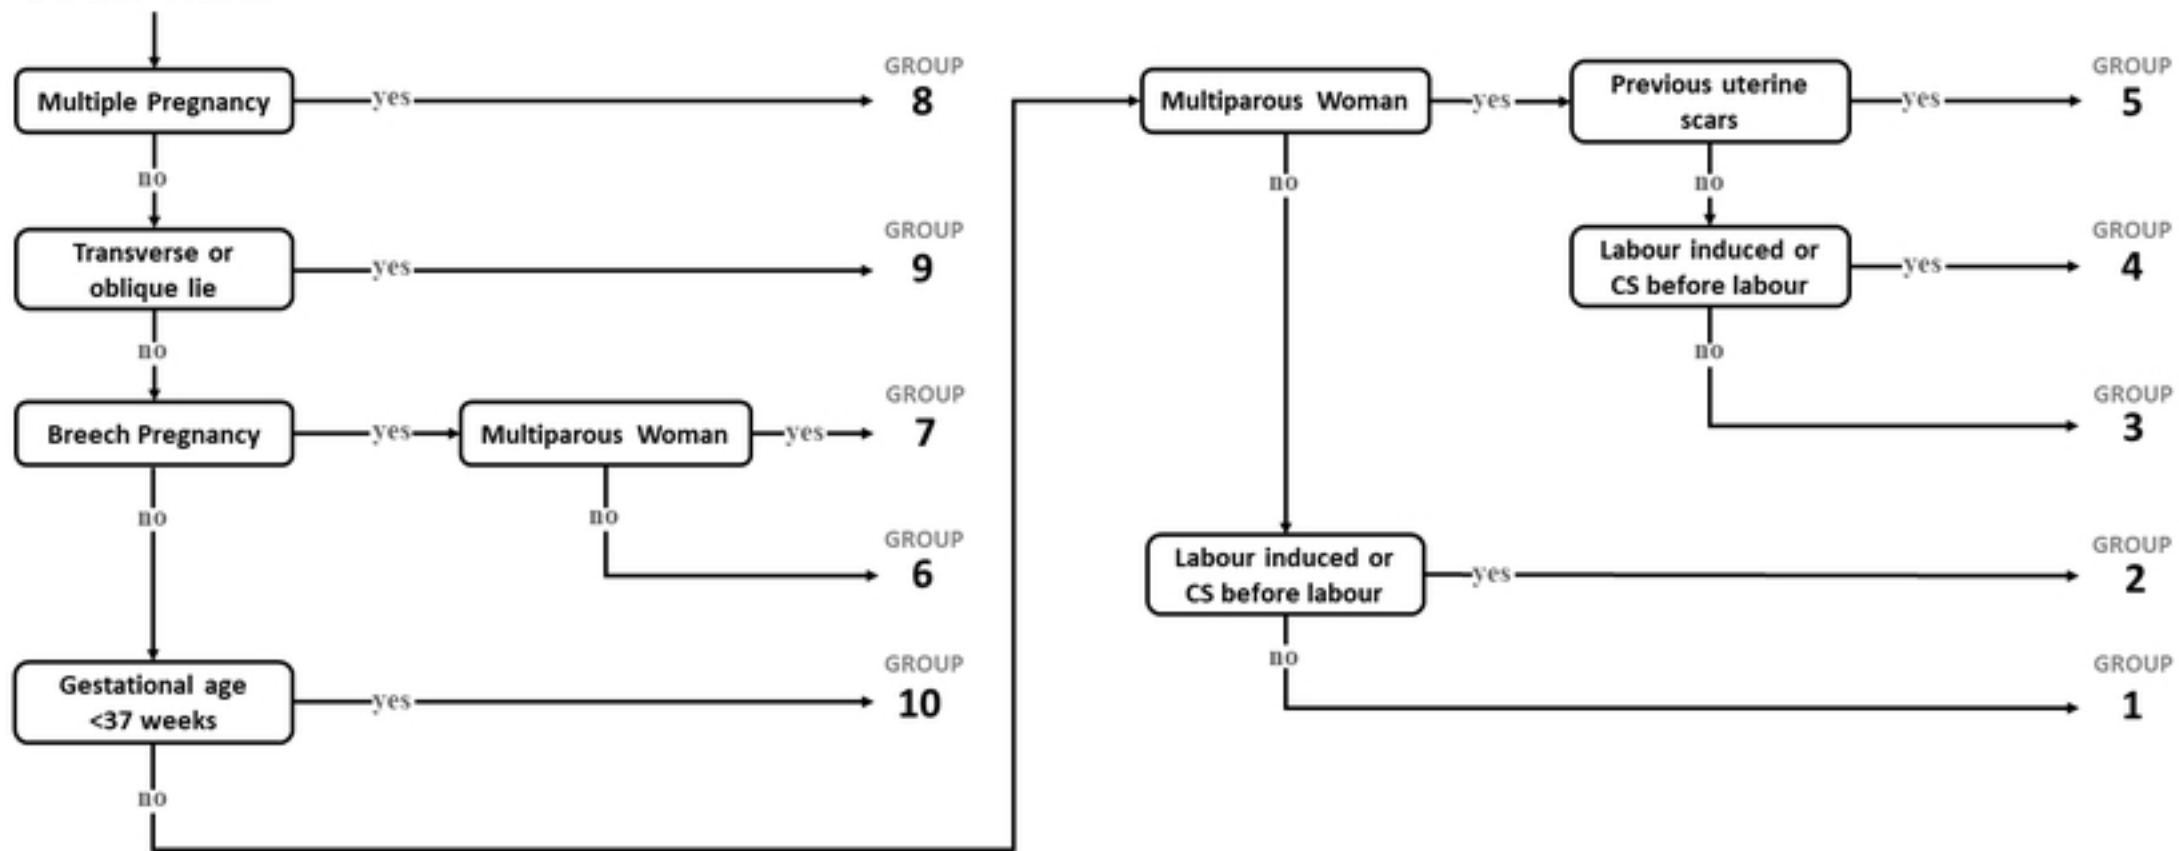 Multiple Pregnancy
yes
GROUP
8
no
Transverse or
oblique lie
yes
GROUP
9
no
Breech Pregnancy
yes
Multiparous Woman
yes
GROUP
7
no
GROUP
6
no
Gestational age
<37 weeks
yes
GROUP
10
no
Multiparous Woman
yes
Previous uterine
scars
yes
GROUP
5
no
Labour induced or
CS before labour
yes
GROUP
4
no
GROUP
3
no
Labour induced or
CS before labour
yes
GROUP
2
no
GROUP
1